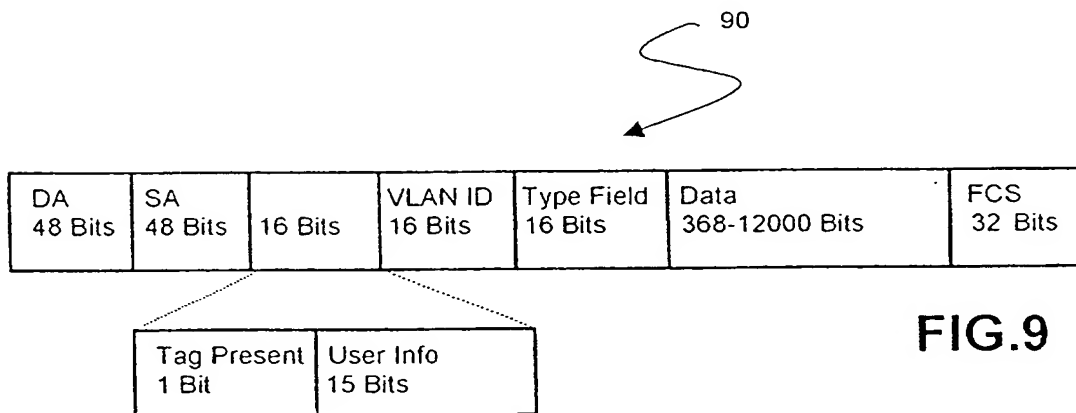 90
DA
48 Bits
SA
48 Bits
16 Bits
VLAN ID
16 Bits
Type Field
16 Bits
Data
368-12000 Bits
FCS
32 Bits
Tag Present
1 Bit
User Info
15 Bits
FIG.9